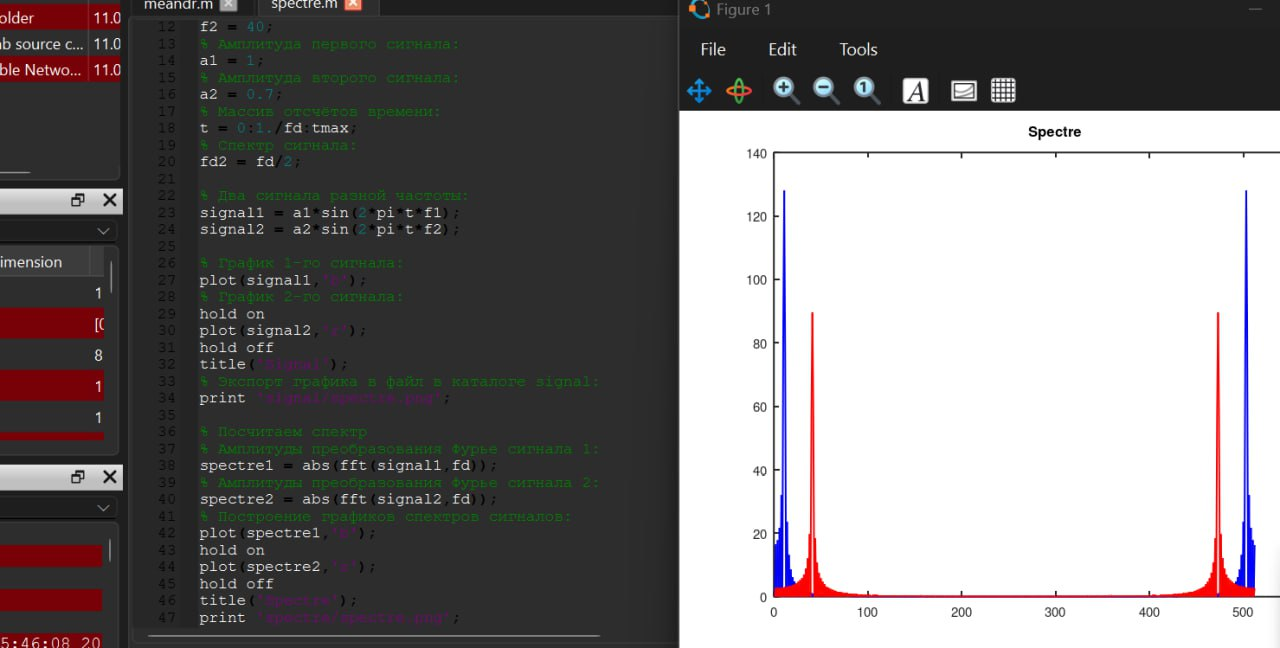 older 11.0
b source c... 11.0
ble Netwo... 11.0
imension
1
8
1
1
5:46:08 20
meandr.m
spectre.m
12 f2 = 40;
13 % Амплитуда первого сигнала:
14 a1 = 1;
15 % Амплитуда второго сигнала:
16 a2 = 0.7;
17 % Массив отсчётов времени:
18 t = 0:1./fd:tmax;
19 % Спектр сигнала:
20 fd2 = fd/2;
21
22 % Два сигнала разной частоты:
23 signal1 = a1*sin(2*pi*t*f1);
24 signal2 = a2*sin(2*pi*t*f2);
25
26 % График 1-го сигнала:
27 plot(signal1,'b');
28 % График 2-го сигнала:
29 hold on
30 plot(signal2,'r');
31 hold off
32 title('Signal');
33 % Экспорт графика в файл в каталоге signal:
34 print 'signal/spectre.png';
35
36 % Посчитаем спектр
37 % Амплитуды преобразования Фурье сигнала 1:
38 spectre1 = abs(fft(signal1,fd));
39 % Амплитуды преобразования Фурье сигнала 2:
40 spectre2 = abs(fft(signal2,fd));
41 % Построение графиков спектров сигналов:
42 plot(spectre1,'b');
43 hold on
44 plot(spectre2,'r');
45 hold off
46 title('Spectre');
47 print 'spectre/spectre.png';
Figure 1
File Edit Tools
1
A
Spectre
140
120
100
80
60
40
20
0
0 100 200 300 400 500